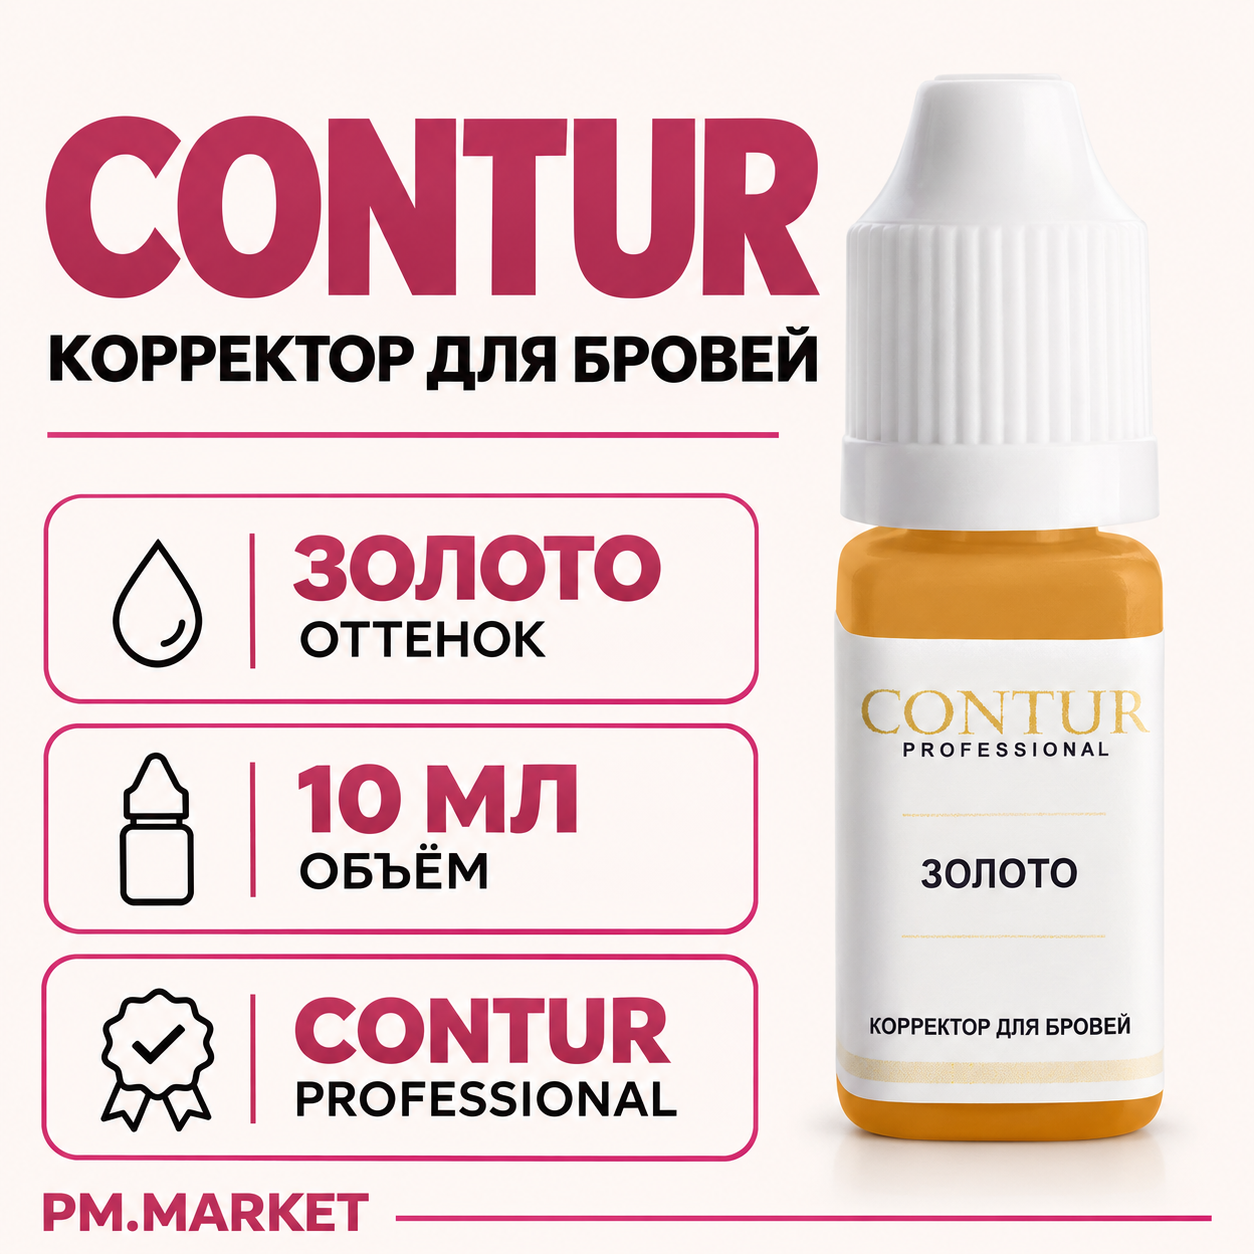 CONTUR
КОРРЕКТОР ДЛЯ БРОВЕЙ
ЗОЛОТО
ОТТЕНОК
10 МЛ
ОБЪЁМ
CONTUR
PROFESSIONAL
PM.MARKET
CONTUR
PROFESSIONAL
ЗОЛОТО
КОРРЕКТОР ДЛЯ БРОВЕЙ